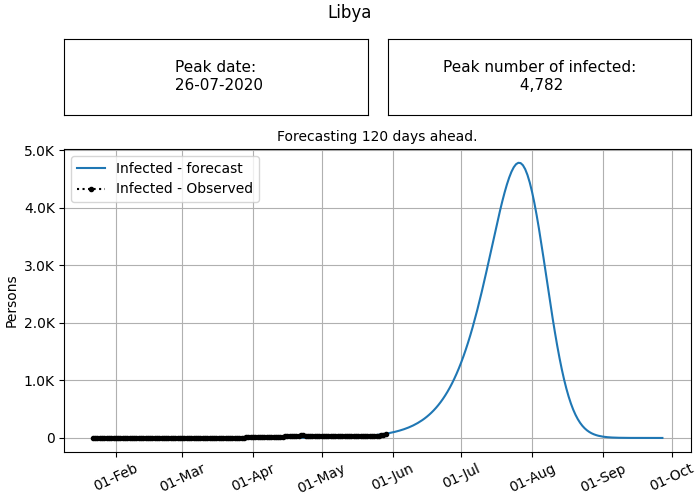 Libya
Peak date:
26-07-2020
Peak number of infected:
4,782
Forecasting 120 days ahead.
5.0K
4.0K
3.0K
2.0K
1.0K
0
Persons
Infected - forecast
Infected - Observed
01-Feb
01-Mar
01-Apr
01-May
01-Jun
01-Jul
01-Aug
01-Sep
01-Oct